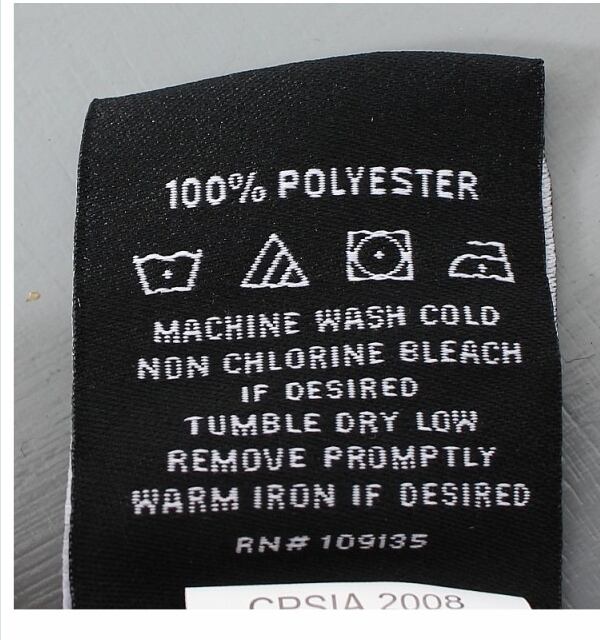 100% POLYESTER
MACHINE WASH COLD
NON CHLORINE BLEACH
IF DESIRED
TUMBLE DRY LOW
REMOVE PROMPTLY
WARM IRON IF DESIRED
RN# 109135
CPSIA 2008